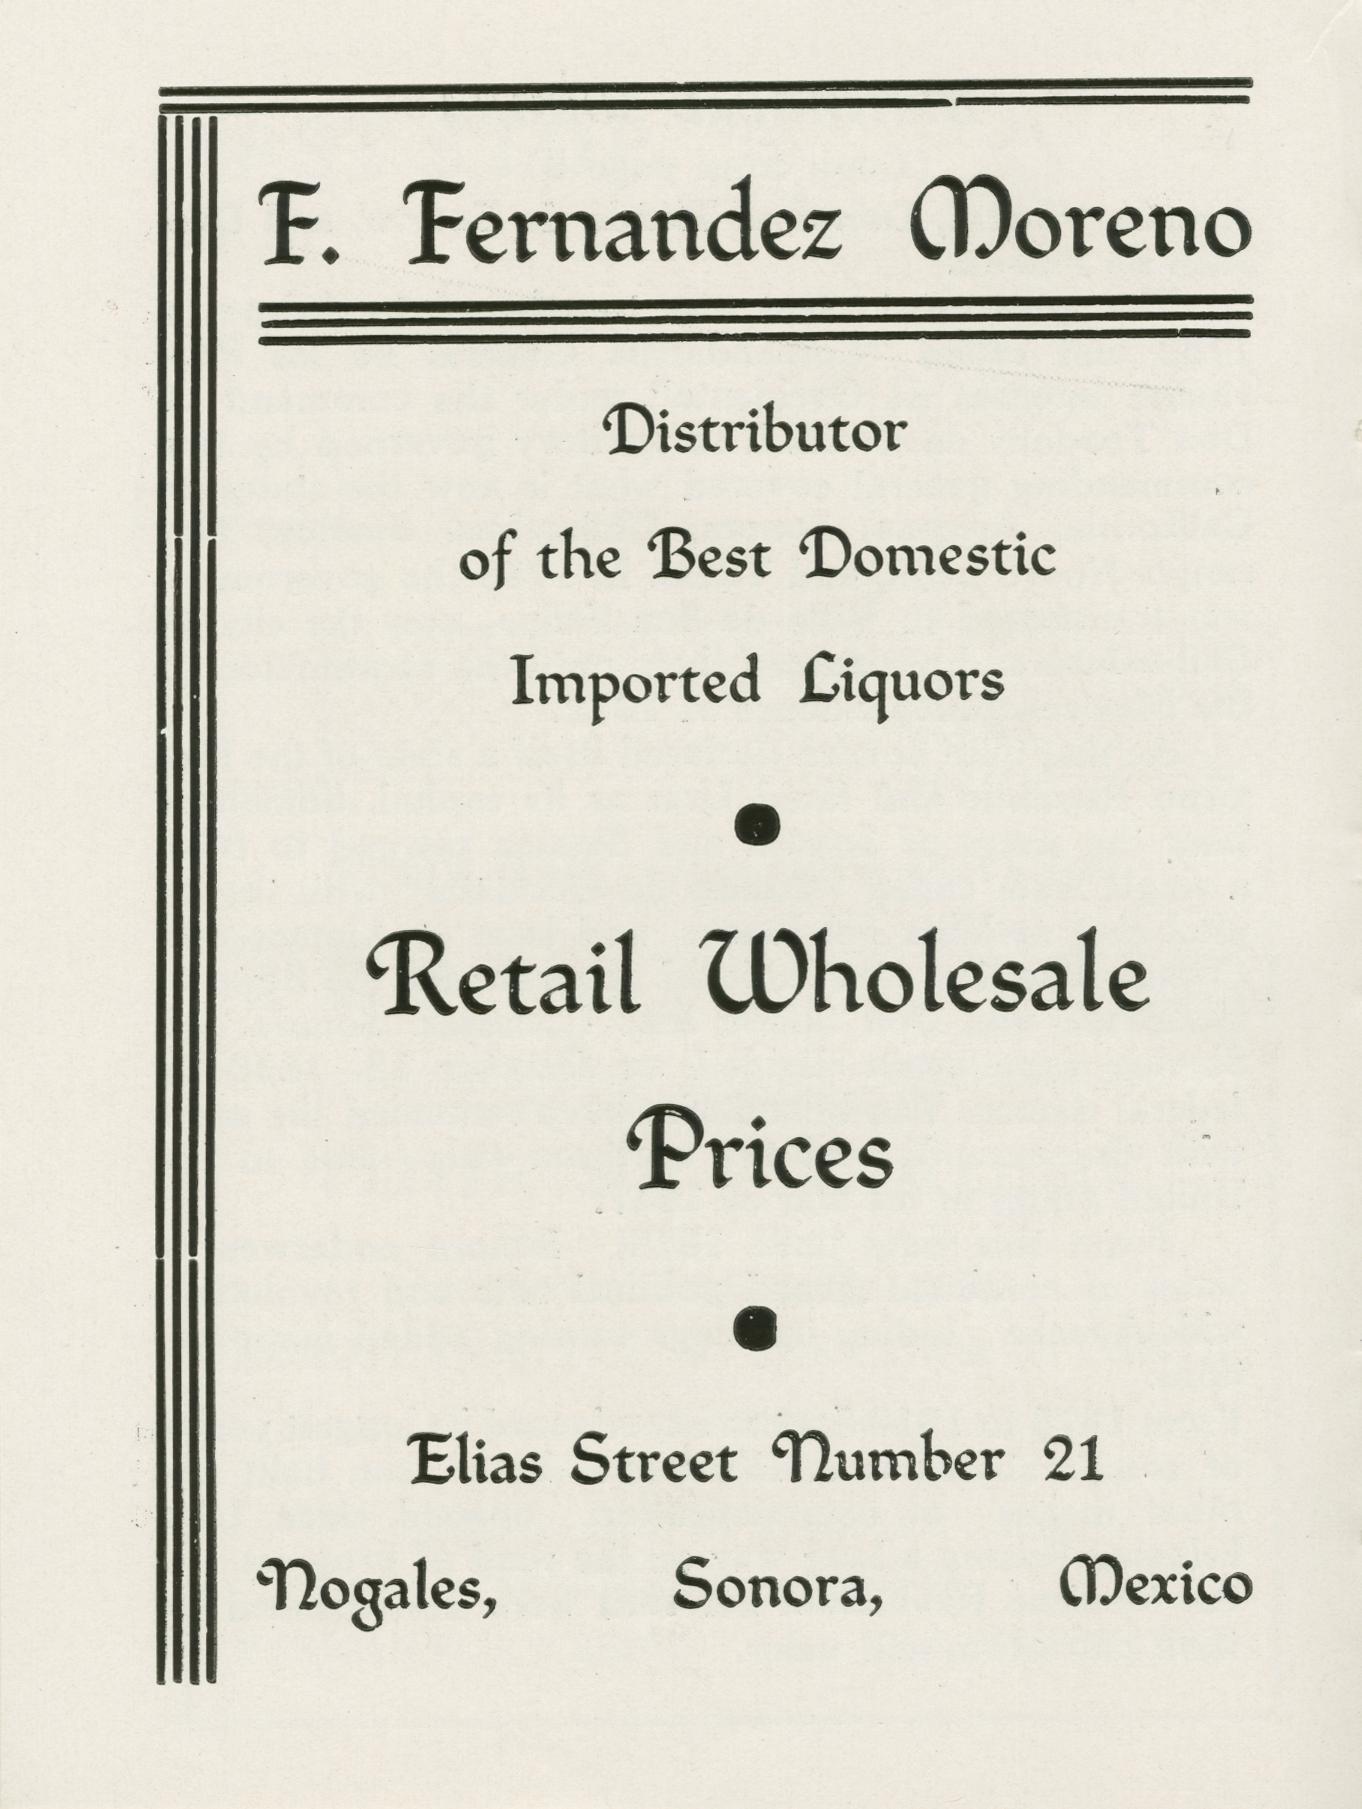 F. Fernandez Moreno
Distributor
of the Best Domestic
Imported Liquors
Retail Wholesale
Prices
Elias Street Number 21
Nogales, Sonora, Mexico